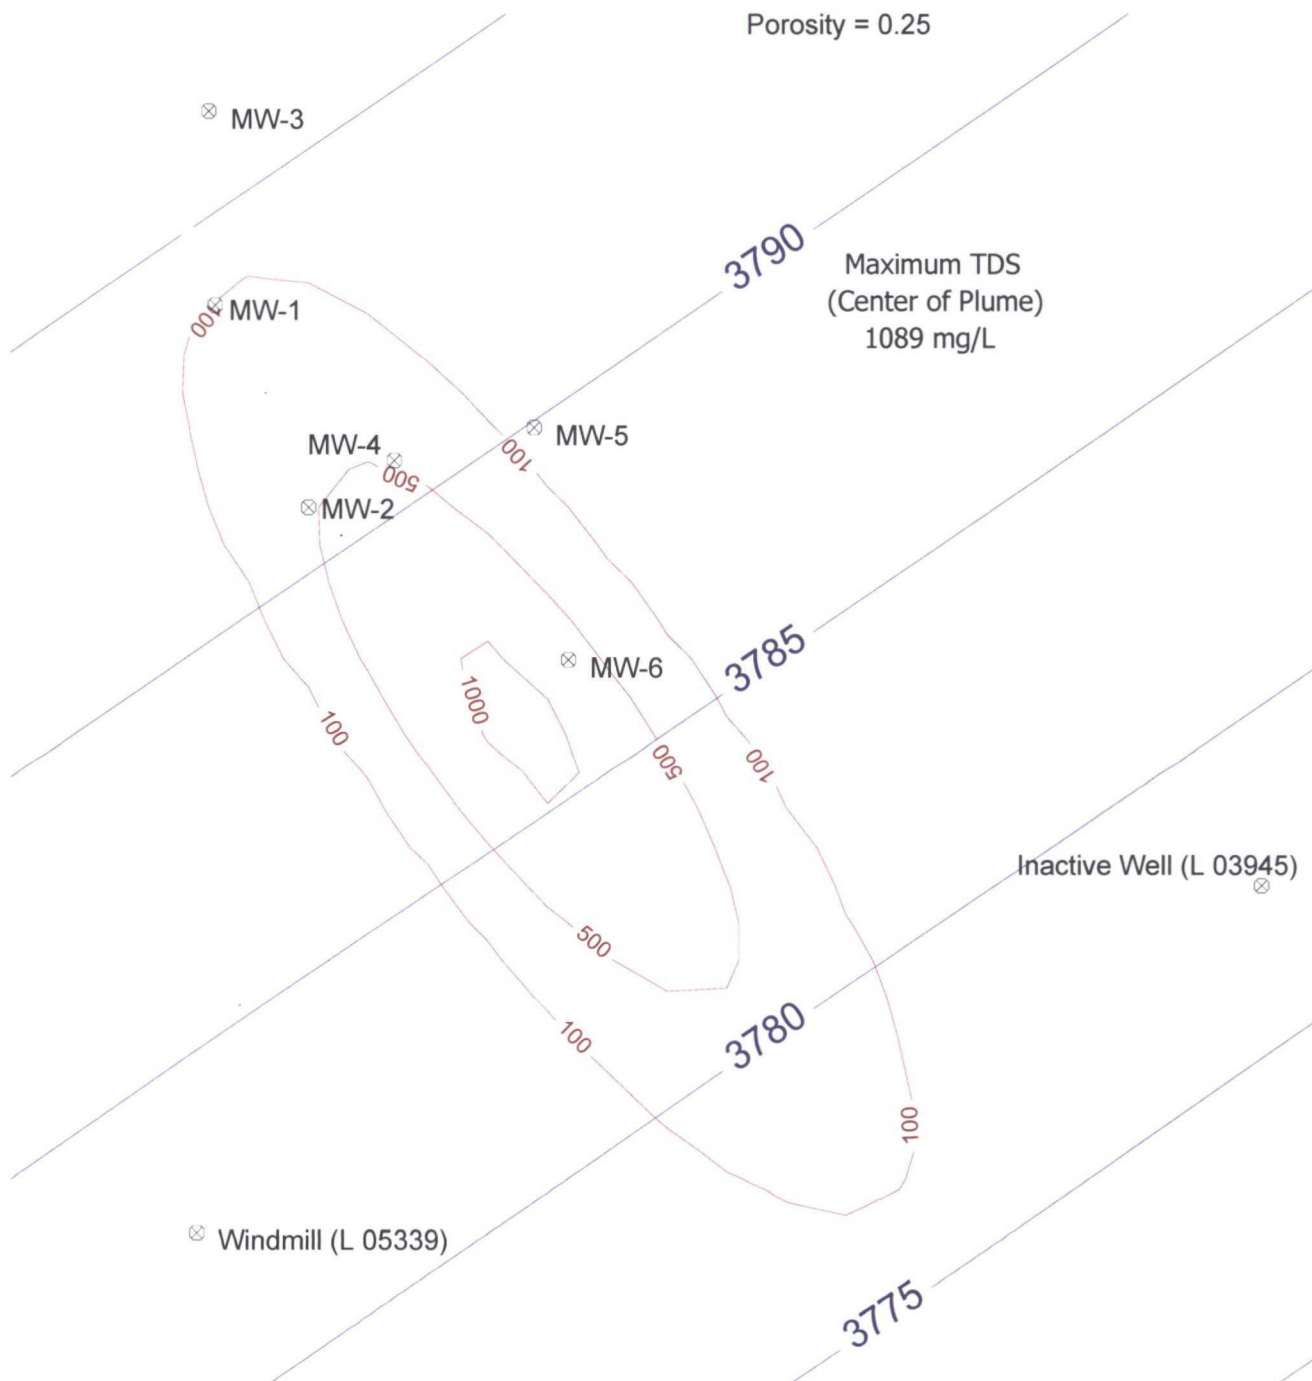 Porosity = 0.25
MW-3
3790
Maximum TDS
(Center of Plume)
1089 mg/L
MW-1
100
MW-5
100
MW-4
500
MW-2
3785
MW-6
1000
100
500
100
Inactive Well (L 03945)
500
3780
100
100
Windmill (L 05339)
3775